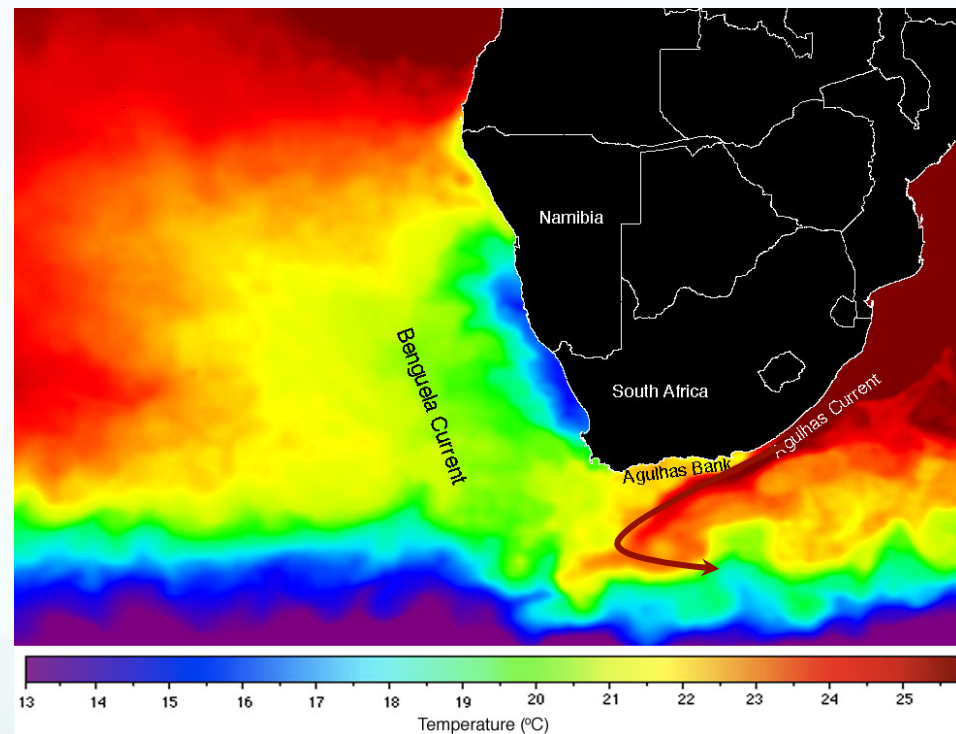 Namibia
South Africa
Benguela Current
Agulhas Current
Agulhas Bank
13 14 15 16 17 18 19 20 21 22 23 24 25
Temperature (ºC)